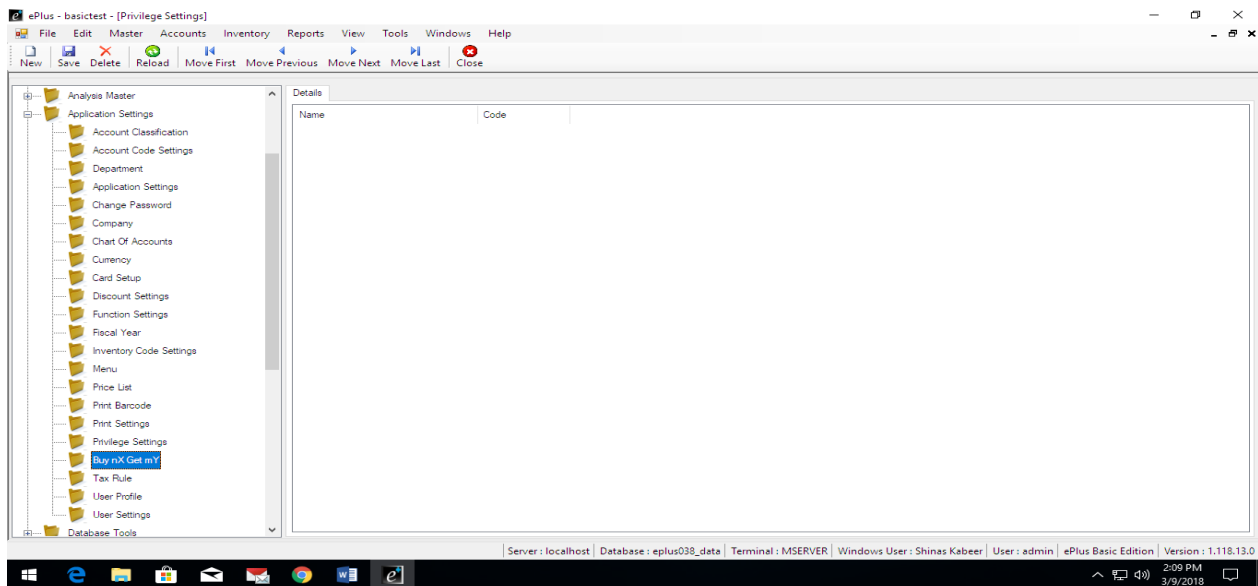 ePlus - basictest - [Privilege Settings]
File Edit Master Accounts Inventory Reports View Tools Windows Help
New Save Delete Reload Move First Move Previous Move Next Move Last Close
Analysis Master
Application Settings
Account Classification
Account Code Settings
Department
Application Settings
Change Password
Company
Chart Of Accounts
Currency
Card Setup
Discount Settings
Function Settings
Fiscal Year
Inventory Code Settings
Menu
Price List
Print Barcode
Print Settings
Privilege Settings
Buy nX Get mY
Tax Rule
User Profile
User Settings
Database Tools
Details
Name Code
Server : localhost Database : eplus038_data Terminal : MSERVER Windows User : Shinas Kabeer User : admin ePlus Basic Edition Version : 1.118.13.0
2:09 PM
3/9/2018